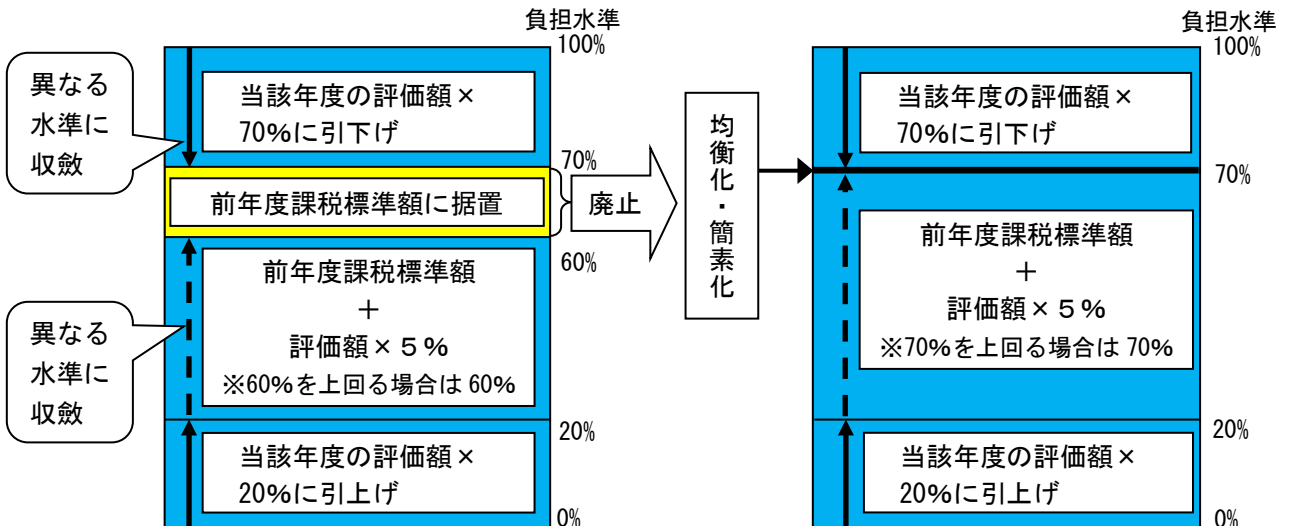 負担水準
100%
異なる
水準に
収斂
当該年度の評価額×
70%に引下げ
70%
前年度課税標準額に据置
廃止
60%
前年度課税標準額
＋
評価額×５%
※60%を上回る場合は 60%
異なる
水準に
収斂
20%
当該年度の評価額×
20%に引上げ
0%
均衡化・簡素化
負担水準
100%
当該年度の評価額×
70%に引下げ
70%
前年度課税標準額
＋
評価額×５%
※70%を上回る場合は 70%
20%
当該年度の評価額×
20%に引上げ
0%